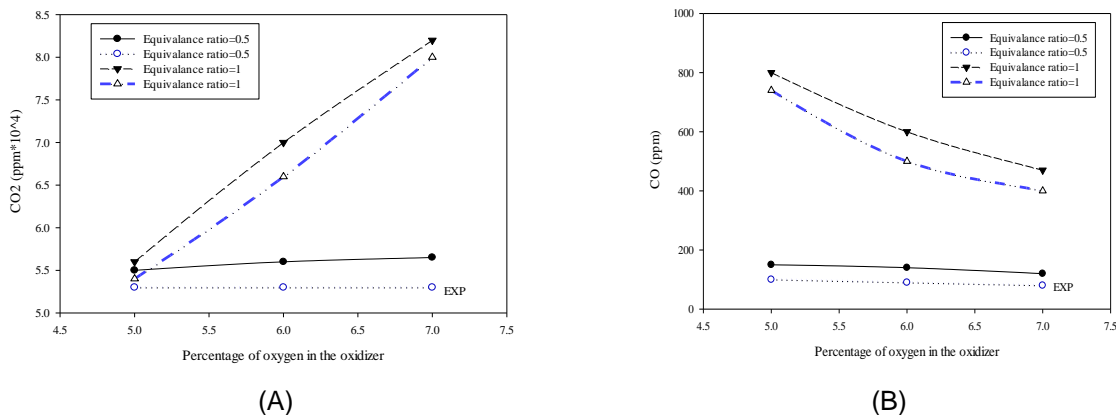 8.5
8.0
7.5
7.0
6.5
6.0
5.5
5.0
CO2 (ppm*10^4)
Equivalance ratio=0.5
Equivalance ratio=0.5
Equivalance ratio=1
Equivalance ratio=1
EXP
4.5 5.0 5.5 6.0 6.5 7.0 7.5
Percentage of oxygen in the oxidizer
(A)
1000
800
600
400
200
0
CO (ppm)
Equivalance ratio=0.5
Equivalance ratio=0.5
Equivalance ratio=1
Equivalance ratio=1
EXP
4.5 5.0 5.5 6.0 6.5 7.0 7.5
Percentage of oxygen in the oxidizer
(B)